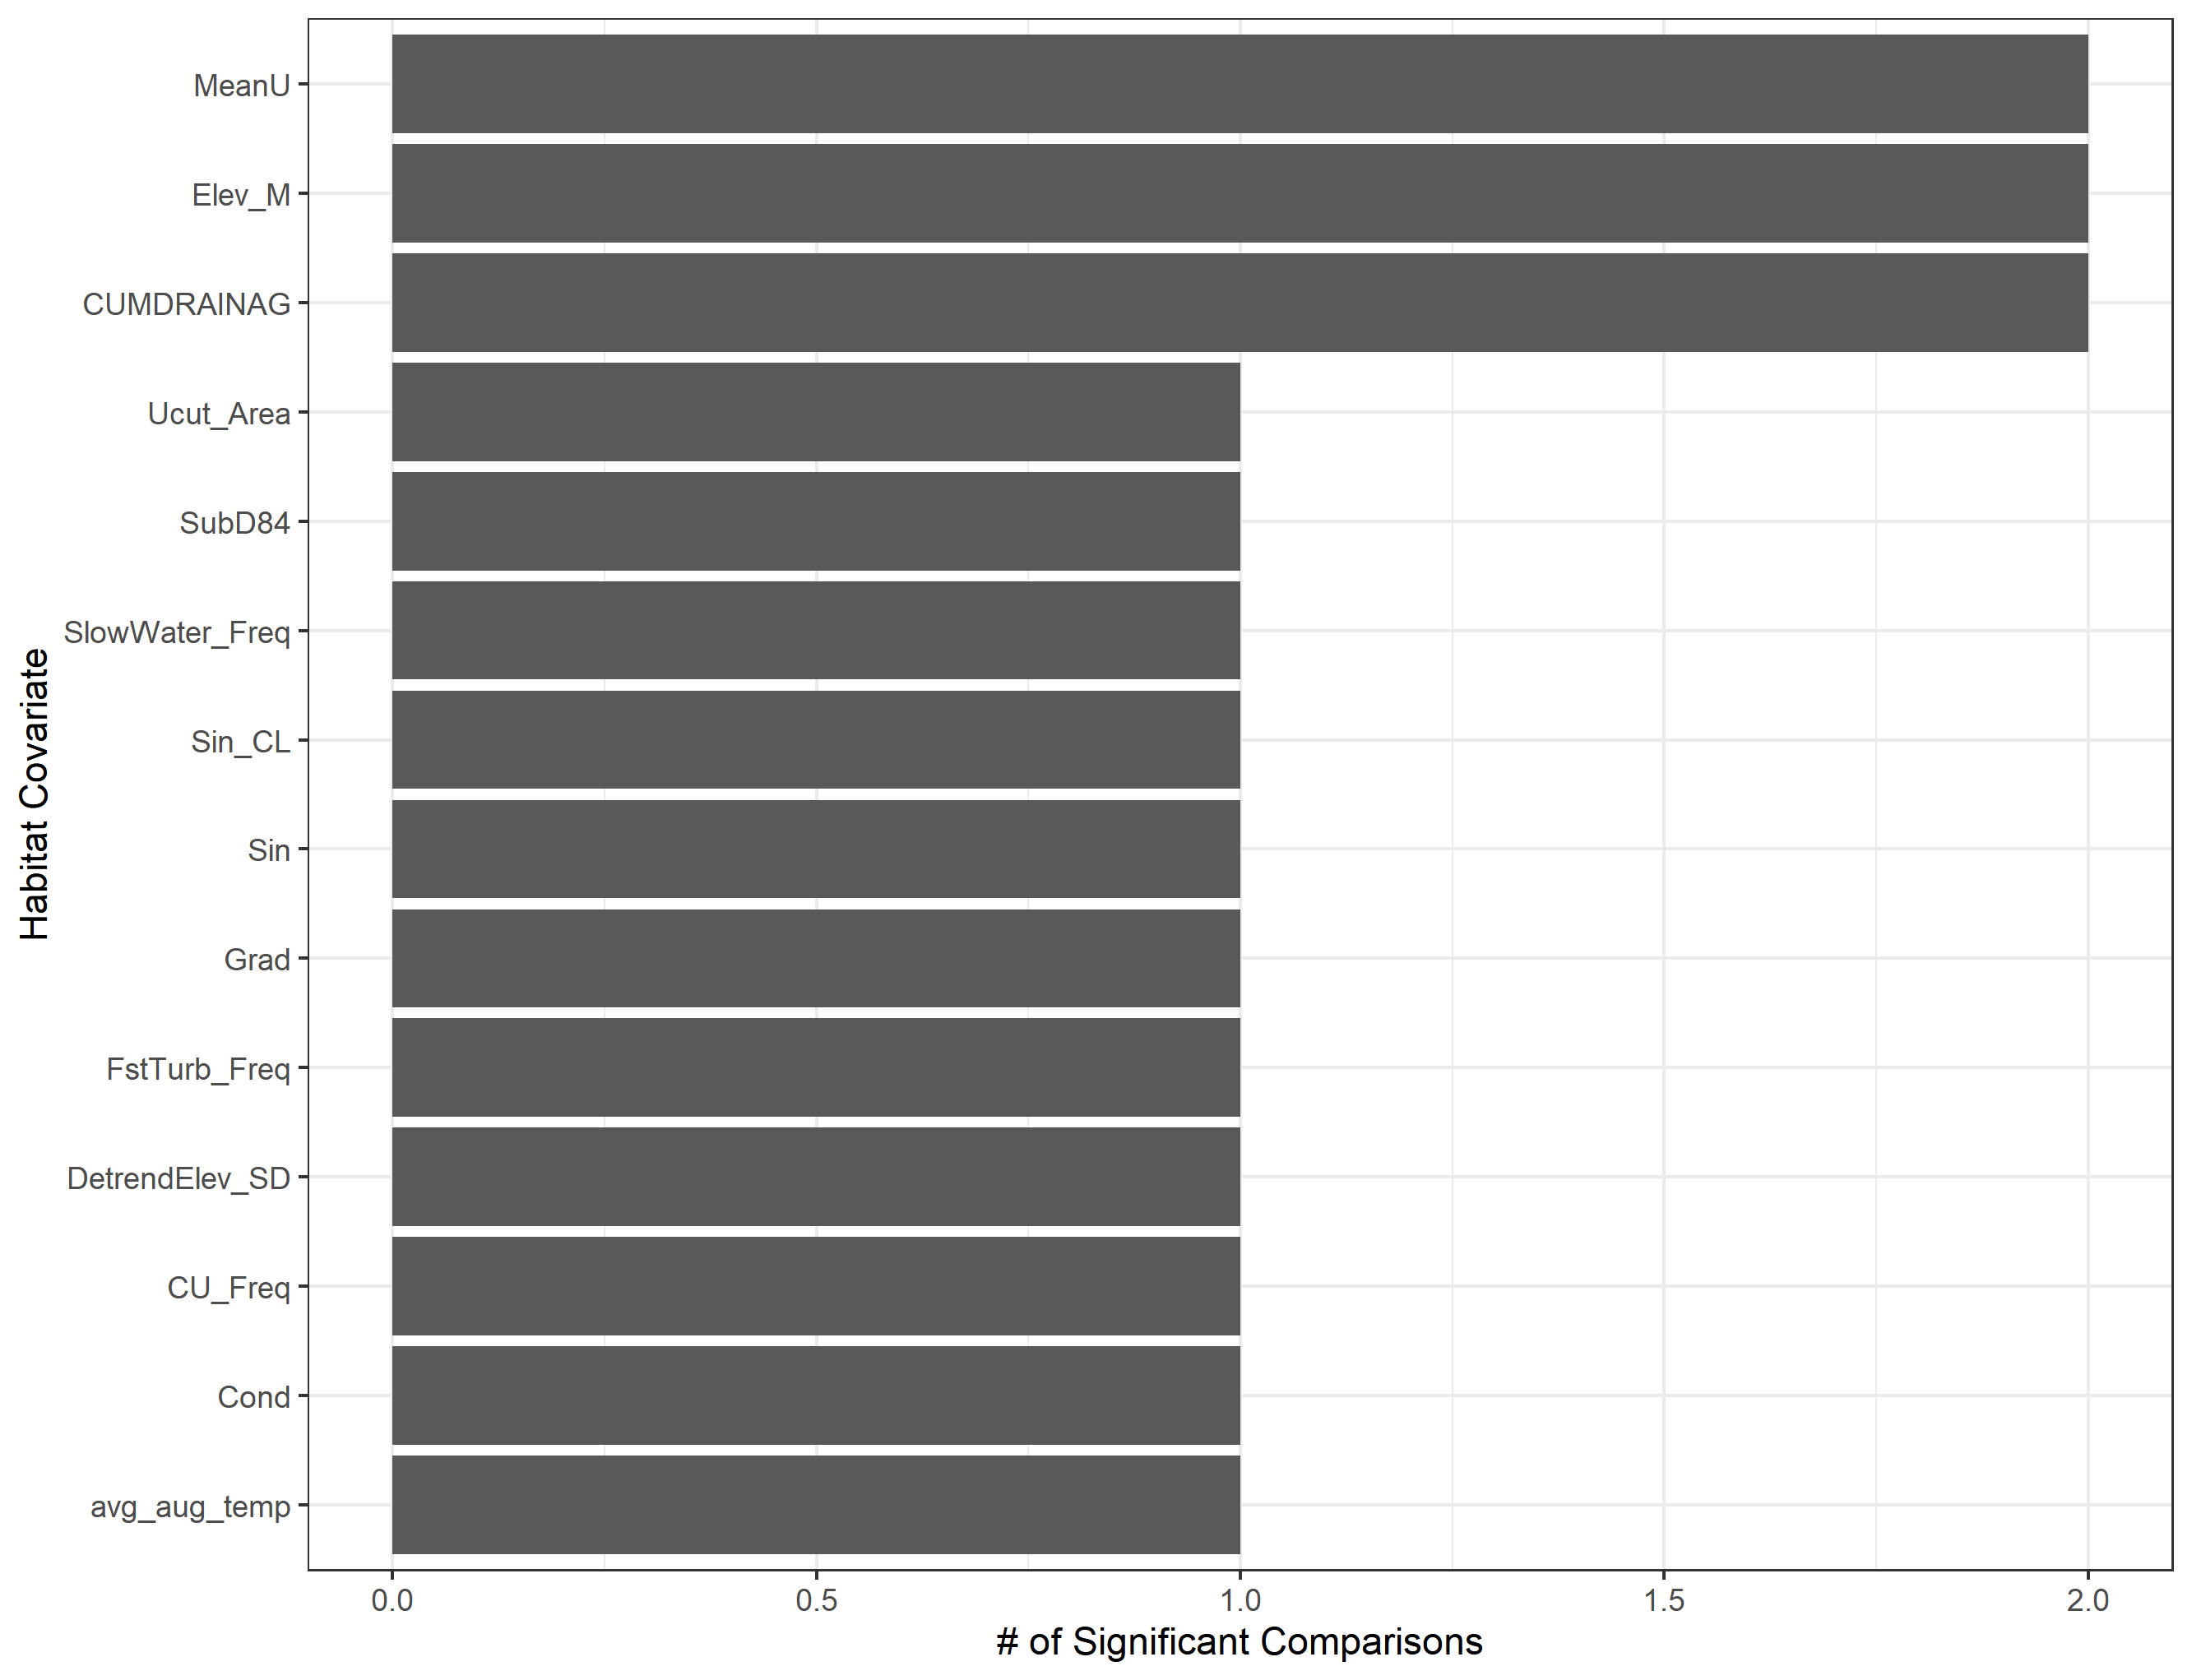 MeanU
Elev_M
CUMDRAINAG
Ucut_Area
SubD84
SlowWater_Freq
Sin_CL
Sin
Grad
FstTurb_Freq
DetrendElev_SD
CU_Freq
Cond
avg_aug_temp
Habitat Covariate
0.0 0.5 1.0 1.5 2.0
# of Significant Comparisons